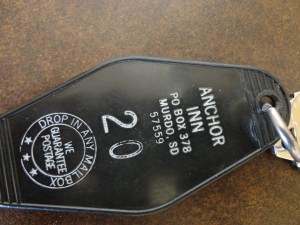 ANCHOR
INN
PO BOX 378
MURDO, SD
57559
20
DROP IN ANY MAIL BOX
WE
GUARANTEE
POSTAGE